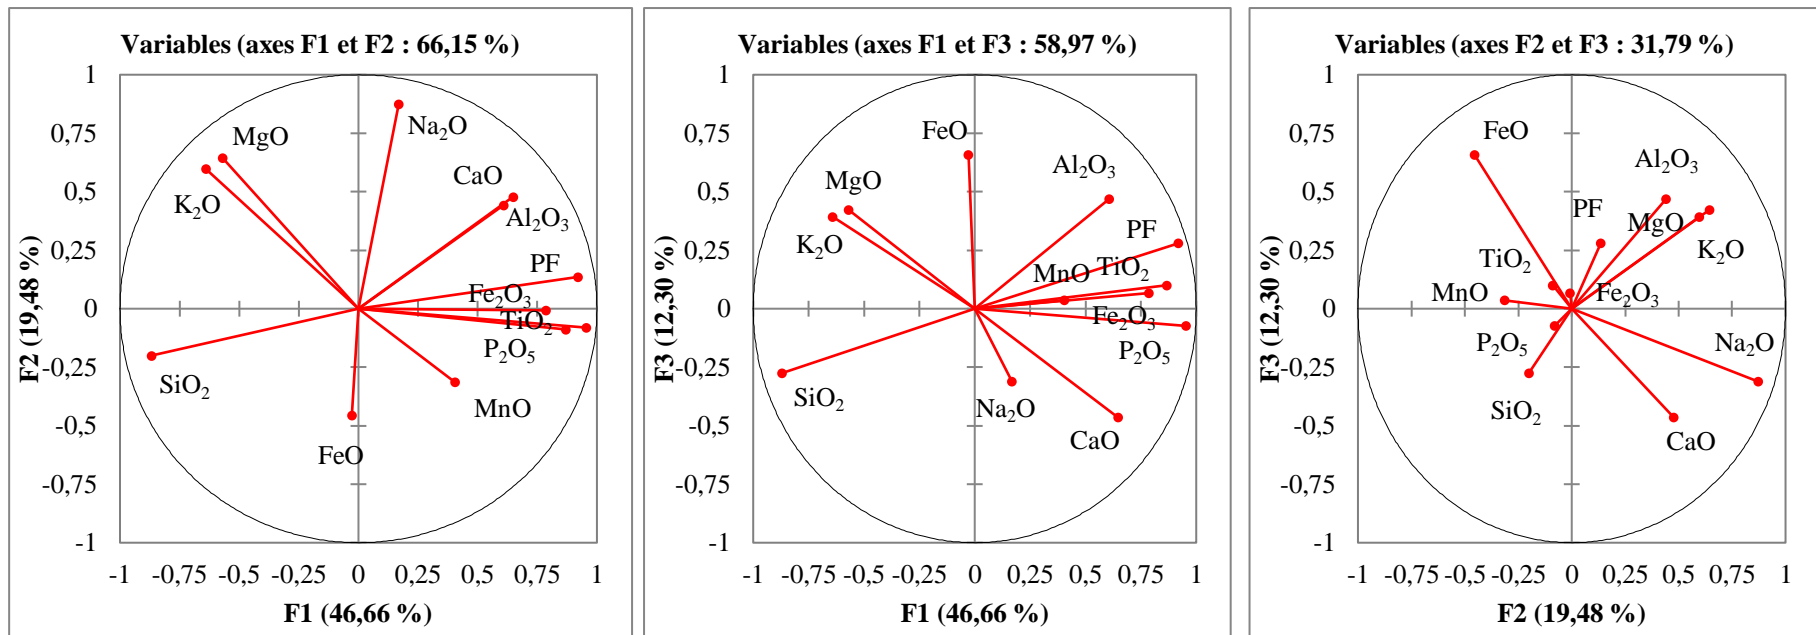 Variables (axes F1 et F2 : 66,15 %)
1
0,75
0,5
0,25
0
-0,25
-0,5
-0,75
-1
F2 (19,48 %)
Na₂O
MgO
K₂O
CaO
Al₂O₃
PF
Fe₂O₃
TiO₂
P₂O₅
SiO₂
MnO
FeO
-1 -0,75 -0,5 -0,25 0 0,25 0,5 0,75 1
F1 (46,66 %)
Variables (axes F1 et F3 : 58,97 %)
1
0,75
0,5
0,25
0
-0,25
-0,5
-0,75
-1
F3 (12,30 %)
FeO
Al₂O₃
MgO
K₂O
PF
MnO TiO₂
Fe₂O₃
P₂O₅
SiO₂
Na₂O
CaO
-1 -0,75 -0,5 -0,25 0 0,25 0,5 0,75 1
F1 (46,66 %)
Variables (axes F2 et F3 : 31,79 %)
1
0,75
0,5
0,25
0
-0,25
-0,5
-0,75
-1
F3 (12,30 %)
FeO
Al₂O₃
PF
MgO
K₂O
TiO₂
MnO
Fe₂O₃
P₂O₅
Na₂O
SiO₂
CaO
-1 -0,75 -0,5 -0,25 0 0,25 0,5 0,75 1
F2 (19,48 %)